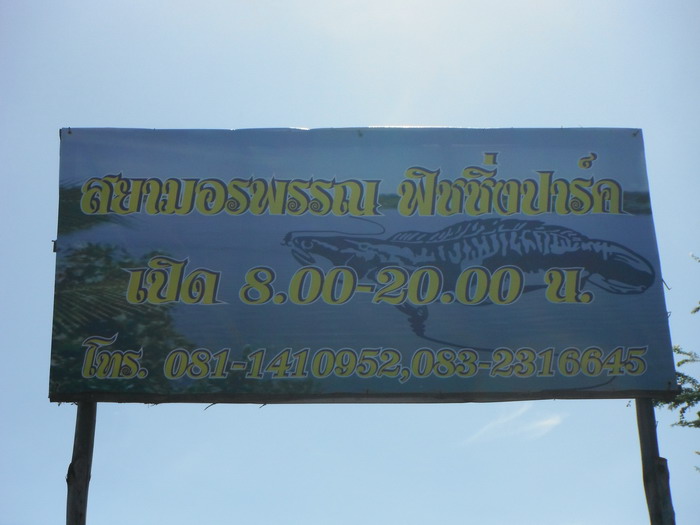 สยามอรพรรณ ฟิชชิ่งปาร์ค
เปิด 8.00-20.00 น.
โทร. 081-1410952,083-2316645